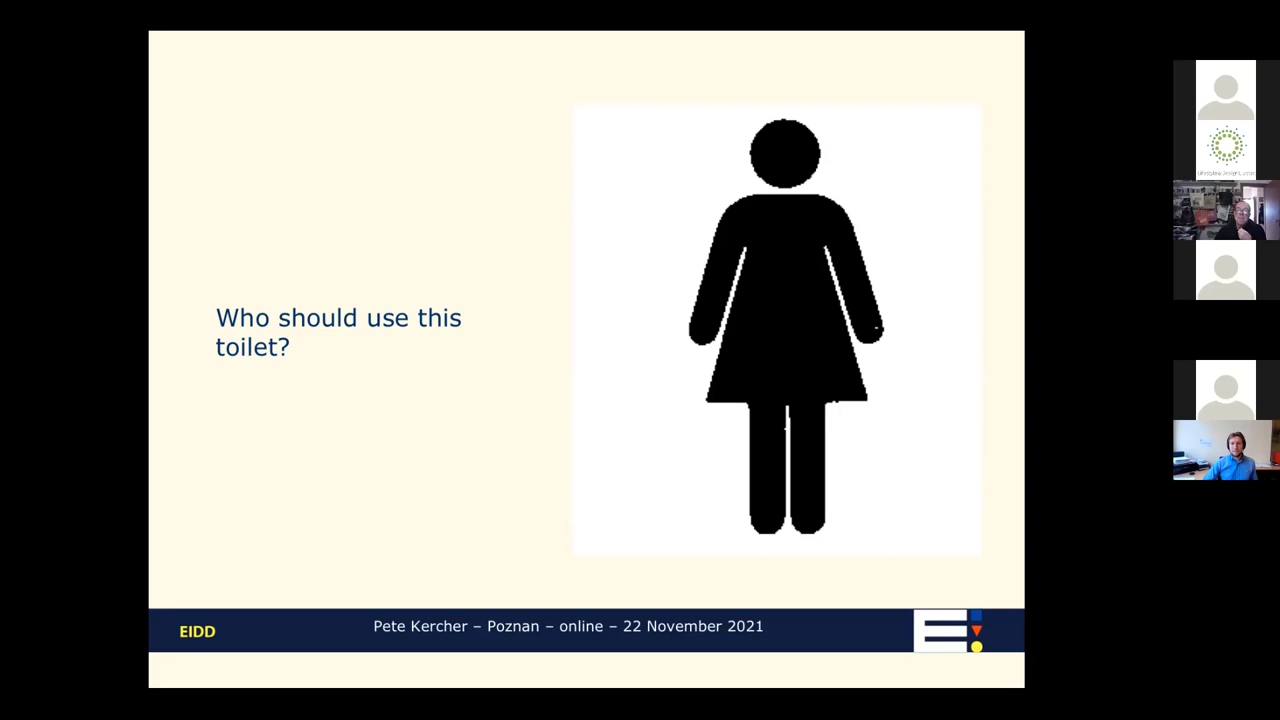 Who should use this
toilet?
EIDD
Pete Kercher – Poznan – online – 22 November 2021